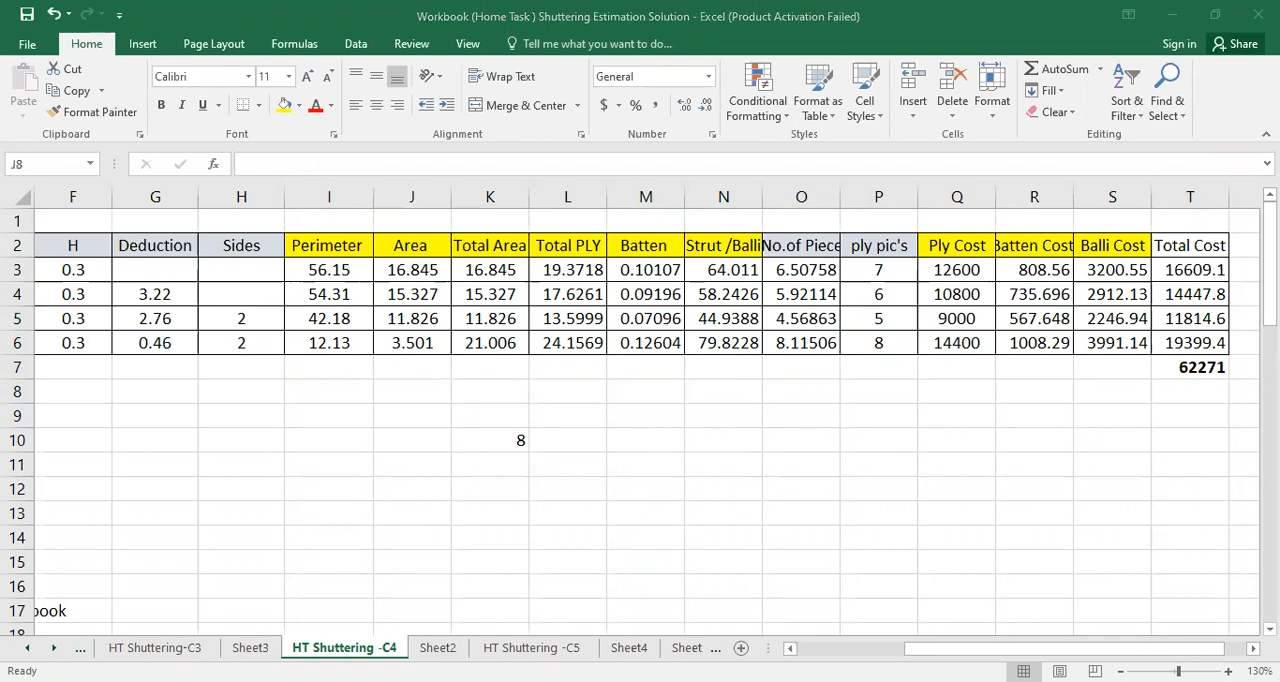 Workbook (Home Task ) Shuttering Estimation Solution - Excel (Product Activation Failed)
File Home Insert Page Layout Formulas Data Review View Tell me what you want to do... Sign in Share
Paste Cut Copy Format Painter
Calibri 11 B I U
Wrap Text Merge & Center
General $ % ,
Conditional Formatting Format as Table Cell Styles
Insert Delete Format
AutoSum Fill Clear Sort & Filter Find & Select
Clipboard Font Alignment Number Styles Cells Editing
J8 fx
F G H I J K L M N O P Q R S T
1
2 H Deduction Sides Perimeter Area Total Area Total PLY Batten Strut /Balli No.of Piece ply pic's Ply Cost Batten Cost Balli Cost Total Cost
3 0.3 56.15 16.845 16.845 19.3718 0.10107 64.011 6.50758 7 12600 808.56 3200.55 16609.1
4 0.3 3.22 54.31 15.327 15.327 17.6261 0.09196 58.2426 5.92114 6 10800 735.696 2912.13 14447.8
5 0.3 2.76 2 42.18 11.826 11.826 13.5999 0.07096 44.9388 4.56863 5 9000 567.648 2246.94 11814.6
6 0.3 0.46 2 12.13 3.501 21.006 24.1569 0.12604 79.8228 8.11506 8 14400 1008.29 3991.14 19399.4
7 62271
8
9
10 8
11
12
13
14
15
16
17 book
18
... HT Shuttering-C3 Sheet3 HT Shuttering -C4 Sheet2 HT Shuttering -C5 Sheet4 Sheet ...
Ready 130%